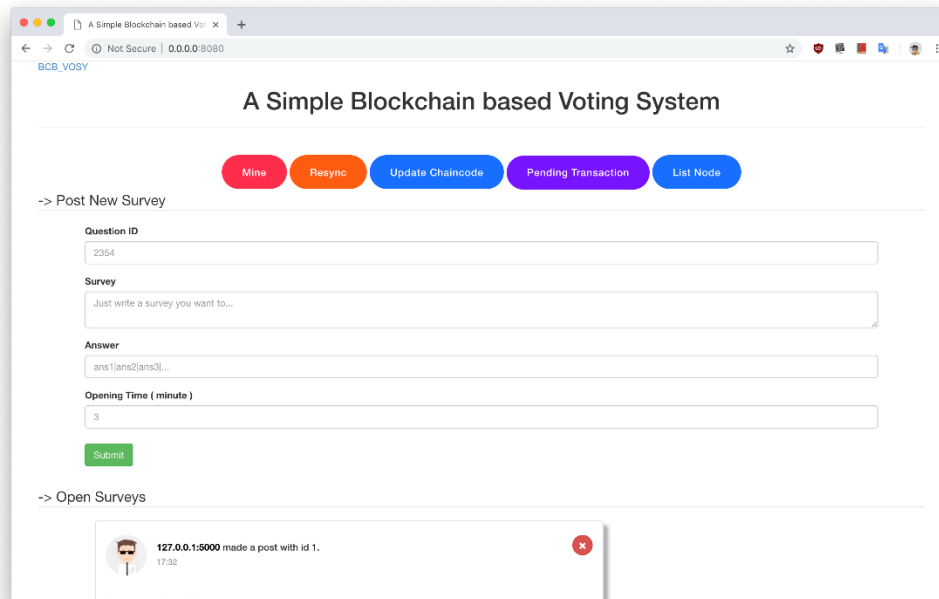 A Simple Blockchain based Vot
Not Secure | 0.0.0.0:8080
BCB_VOSY
A Simple Blockchain based Voting System
Mine Resync Update Chaincode Pending Transaction List Node
-> Post New Survey
Question ID
2354
Survey
Just write a survey you want to...
Answer
ans1|ans2|ans3|...
Opening Time ( minute )
3
Submit
-> Open Surveys
127.0.0.1:5000 made a post with id 1.
17:32